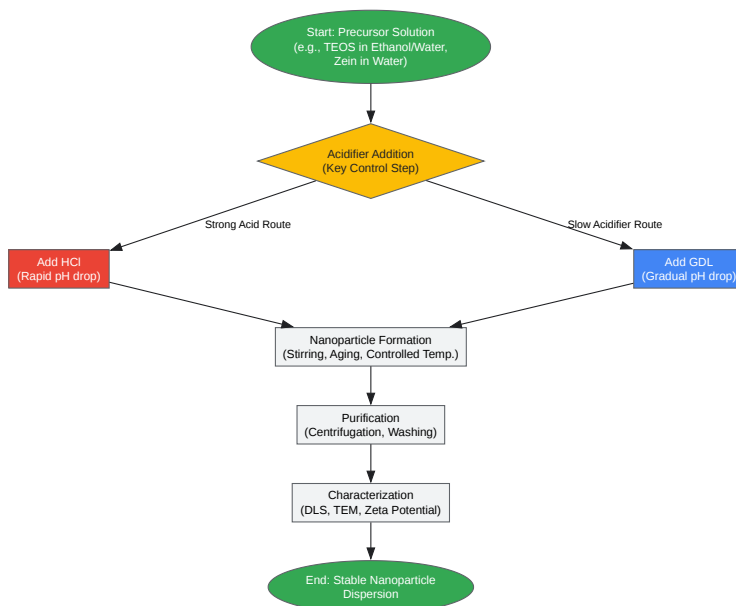 Start: Precursor Solution
(e.g., TEOS in Ethanol/Water,
Zein in Water)
Acidifier Addition
(Key Control Step)
Strong Acid Route
Slow Acidifier Route
Add HCl
(Rapid pH drop)
Add GDL
(Gradual pH drop)
Nanoparticle Formation
(Stirring, Aging, Controlled Temp.)
Purification
(Centrifugation, Washing)
Characterization
(DLS, TEM, Zeta Potential)
End: Stable Nanoparticle
Dispersion